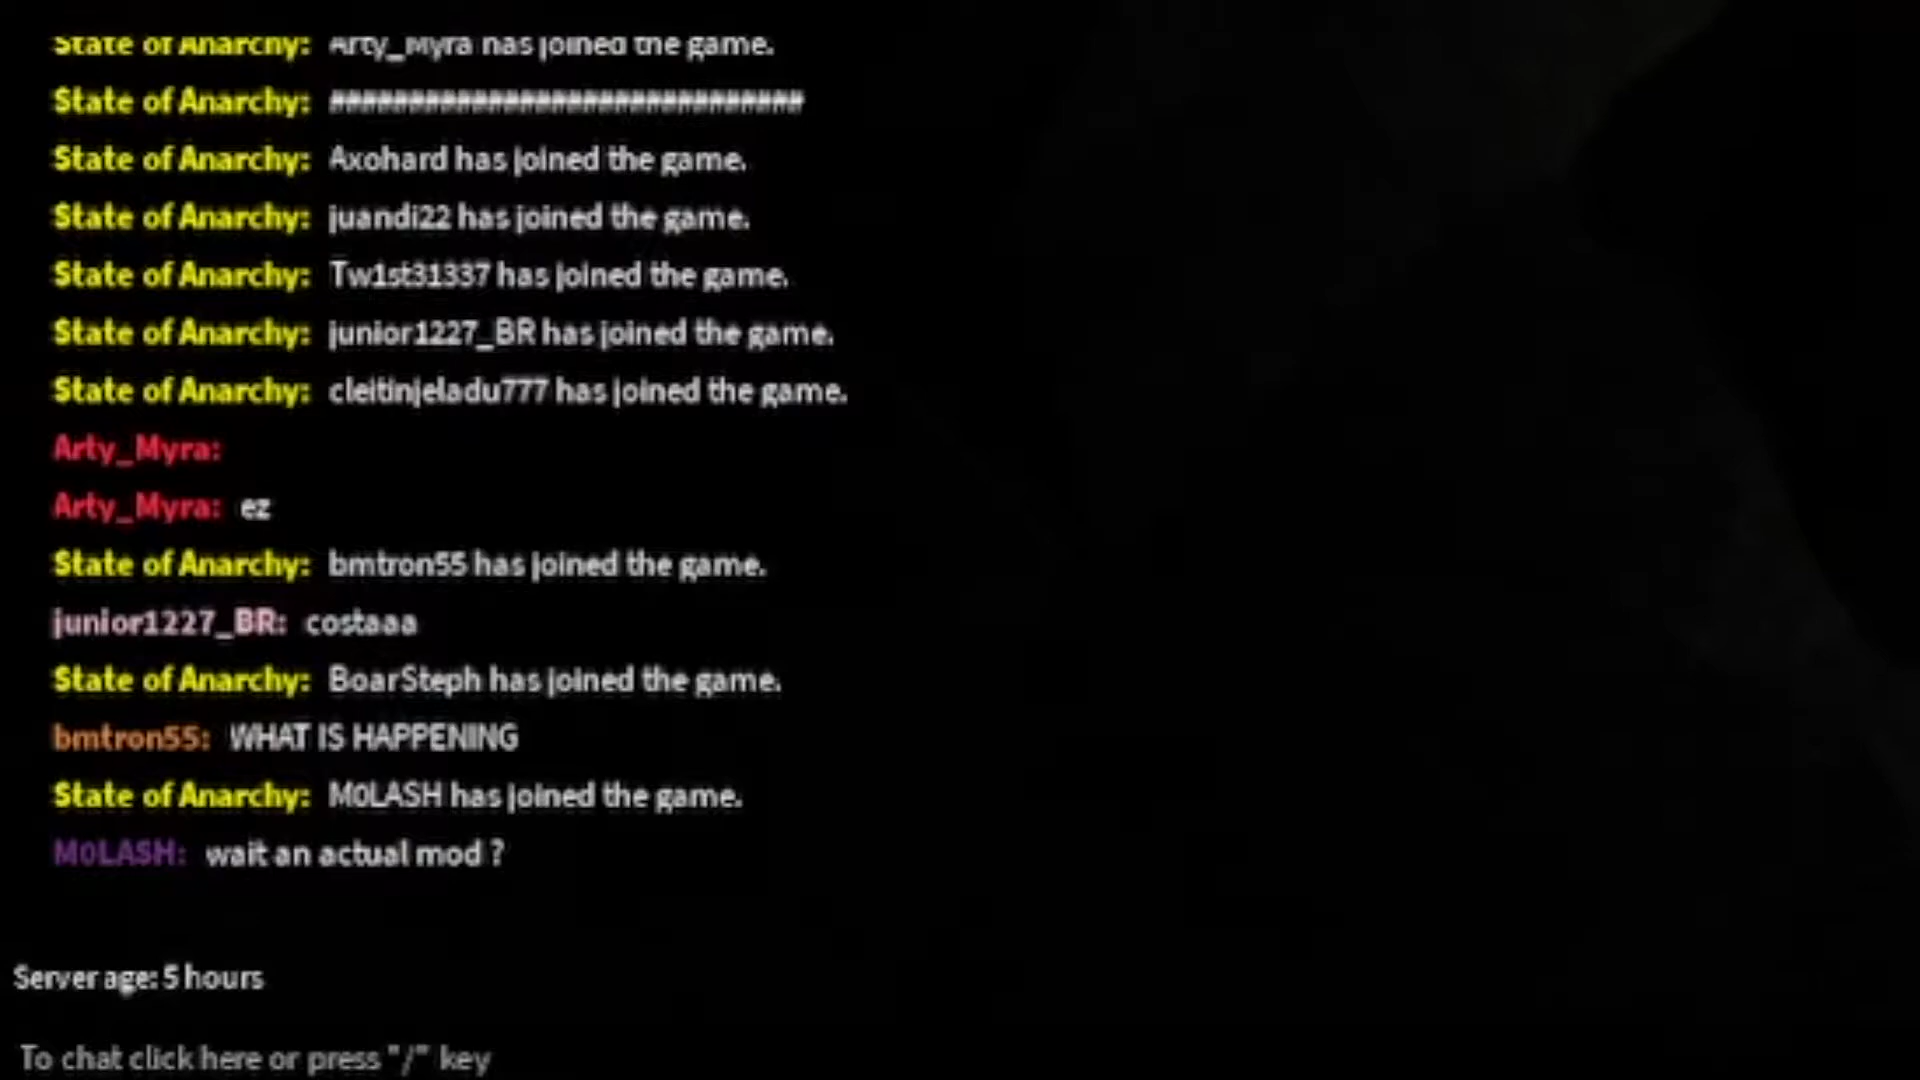 State of Anarchy: Arty_Myra has joined the game.
State of Anarchy: ##############################
State of Anarchy: Axohard has joined the game.
State of Anarchy: juandi22 has joined the game.
State of Anarchy: Tw1st31337 has joined the game.
State of Anarchy: junior1227_BR has joined the game.
State of Anarchy: cleitinjeladu777 has joined the game.
Arty_Myra:
Arty_Myra: ez
State of Anarchy: bmtron55 has joined the game.
junior1227_BR: costaaa
State of Anarchy: BoarSteph has joined the game.
bmtron55: WHAT IS HAPPENING
State of Anarchy: M0LASH has joined the game.
M0LASH: wait an actual mod ?
Server age: 5 hours
To chat click here or press "/" key